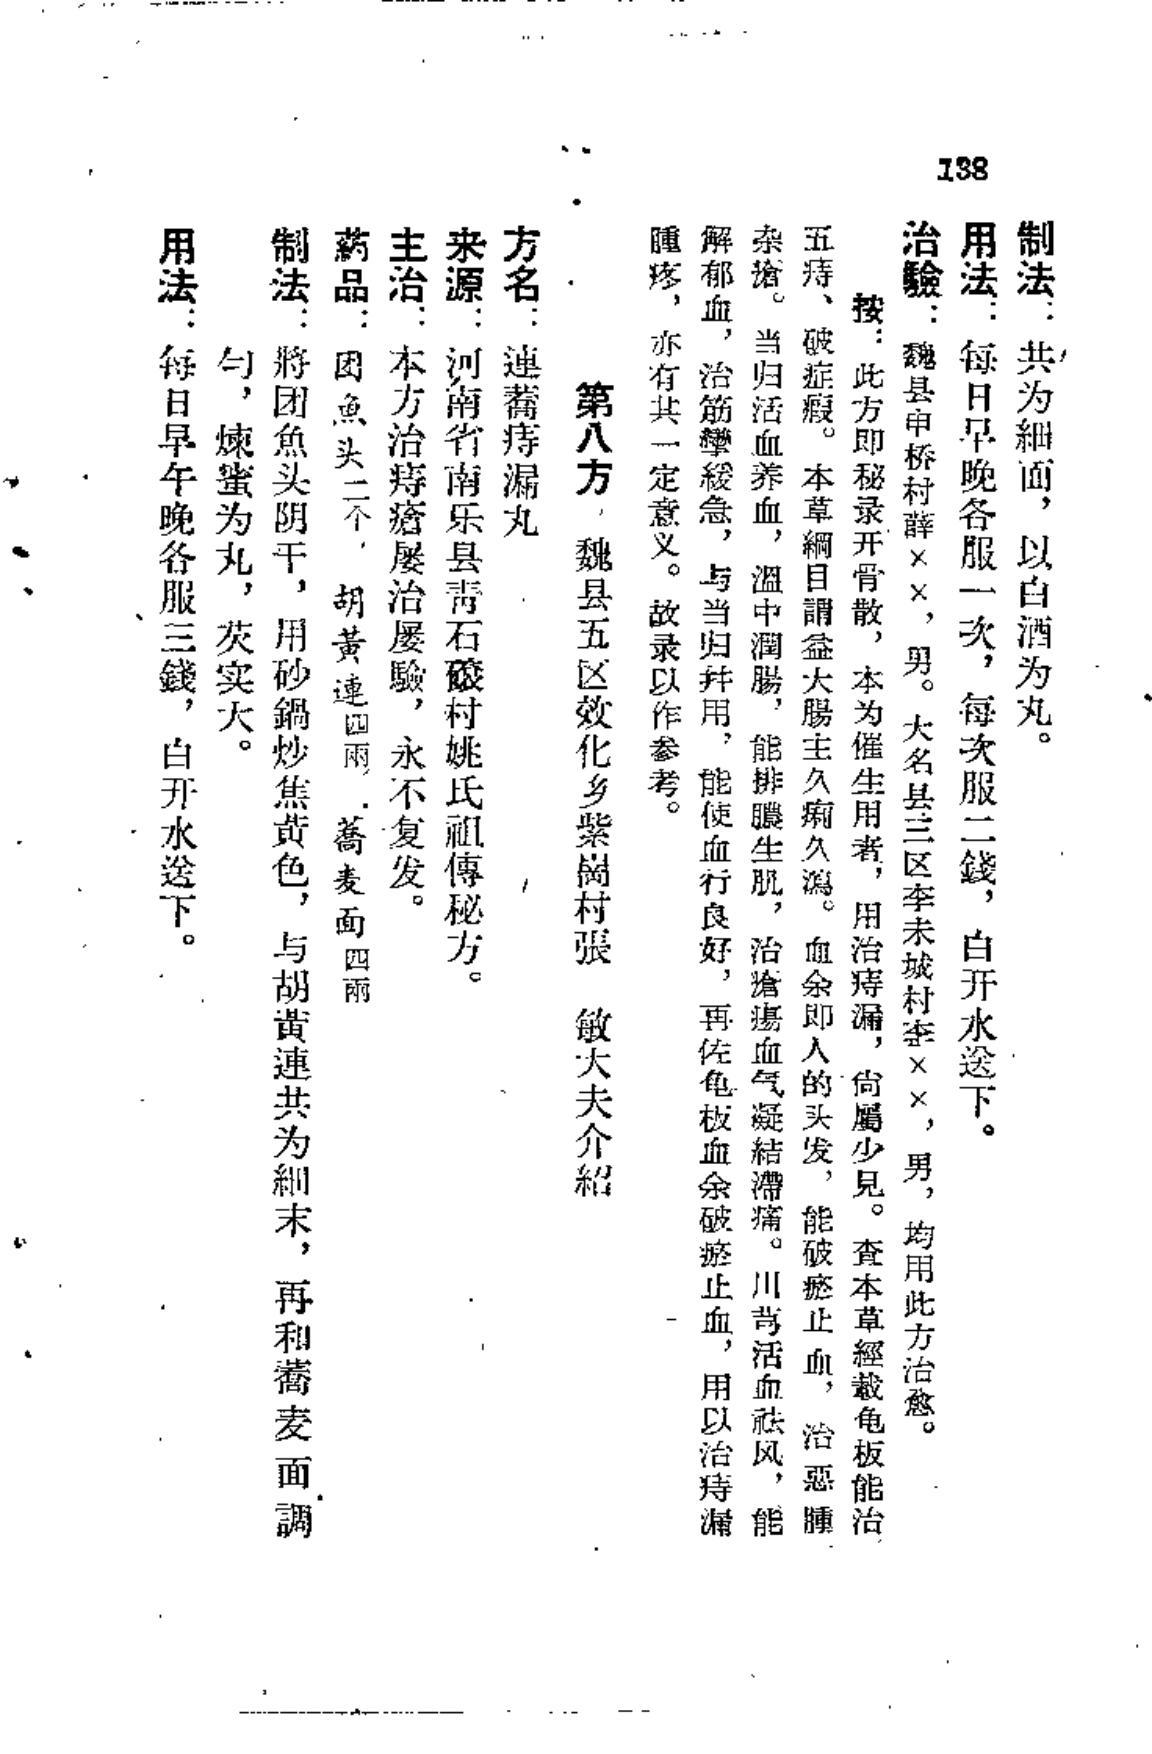 138
制法：共为細面，以白酒为丸。
用法：每日早晚各服一次，每次服二錢，白开水送下。
治驗：魏县申桥村薛××，男。大名县三区李未城村李××，男，均用此方治愈。
按：此方即秘录开骨散，本为催生用者，用治痔漏，尙屬少見。查本草經載龟板能治
五痔、破症瘕。本草綱目謂益大腸主久痢久瀉。血余即人的头发，能破瘀止血，治惡腫
杂瘡。当归活血养血，溫中潤腸，能排膿生肌，治瘡瘍血气凝結滯痛。川芎活血祛风，能
解郁血，治筋攣緩急，与当归幷用，能使血行良好，再佐龟板血余破瘀止血，用以治痔漏
腫疼，亦有其一定意义。故录以作参考。
第八方 魏县五区效化乡紫崗村張　敏大夫介紹
方名：連蕎痔漏丸
来源：河南省南乐县靑石磙村姚氏祖傳秘方。
主治：本方治痔瘡屡治屡驗，永不复发。
葯品：团魚头二个，胡黃連四兩，蕎麦面四兩
制法：將团魚头阴干，用砂鍋炒焦黃色，与胡黃連共为細末，再和蕎麦面調
勻，煉蜜为丸，芡实大。
用法：每日早午晚各服三錢，白开水送下。